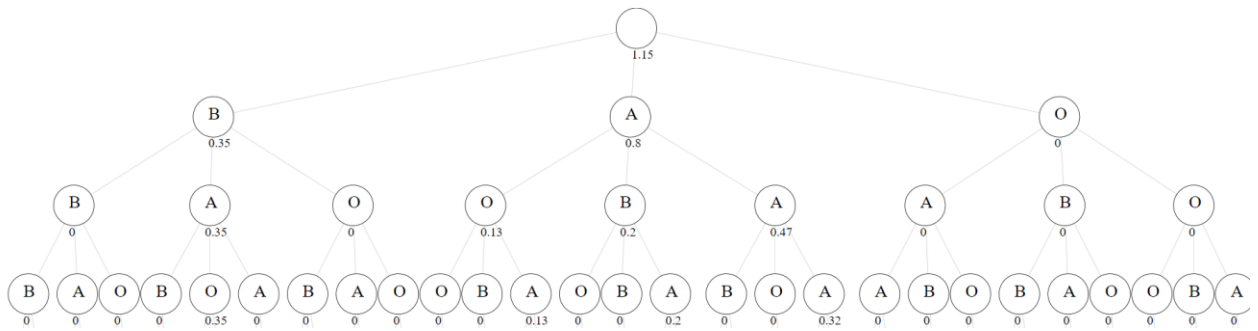 1.15
B A O
0.35 0.8 0
B A O O B A A B O
0 0.35 0 0.13 0.2 0.47 0 0 0
B A O B O A B A O O B A O B A B O A A B O B A O O B A
0 0 0 0 0.35 0 0 0 0 0 0 0.13 0 0 0.2 0 0 0.32 0 0 0 0 0 0 0 0 0